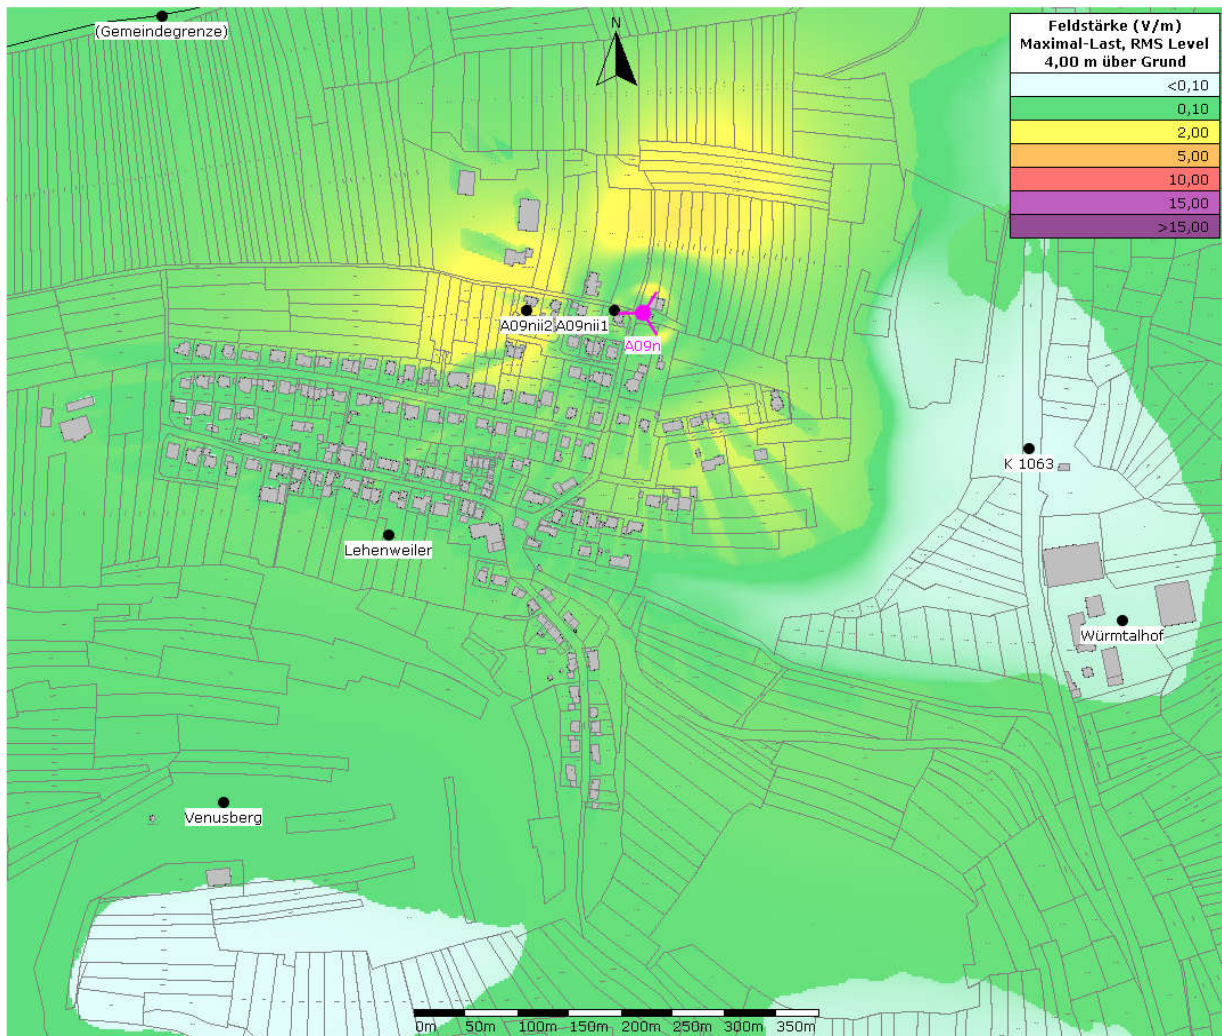 (Gemeindegrenze)
N
Feldstärke (V/m)
Maximal-Last, RMS Level
4,00 m über Grund
<0,10
0,10
2,00
5,00
10,00
15,00
>15,00
A09nii2
A09nii1
A09n
K 1063
Lehenweiler
Würmtalhof
Venusberg
0m 50m 100m 150m 200m 250m 300m 350m